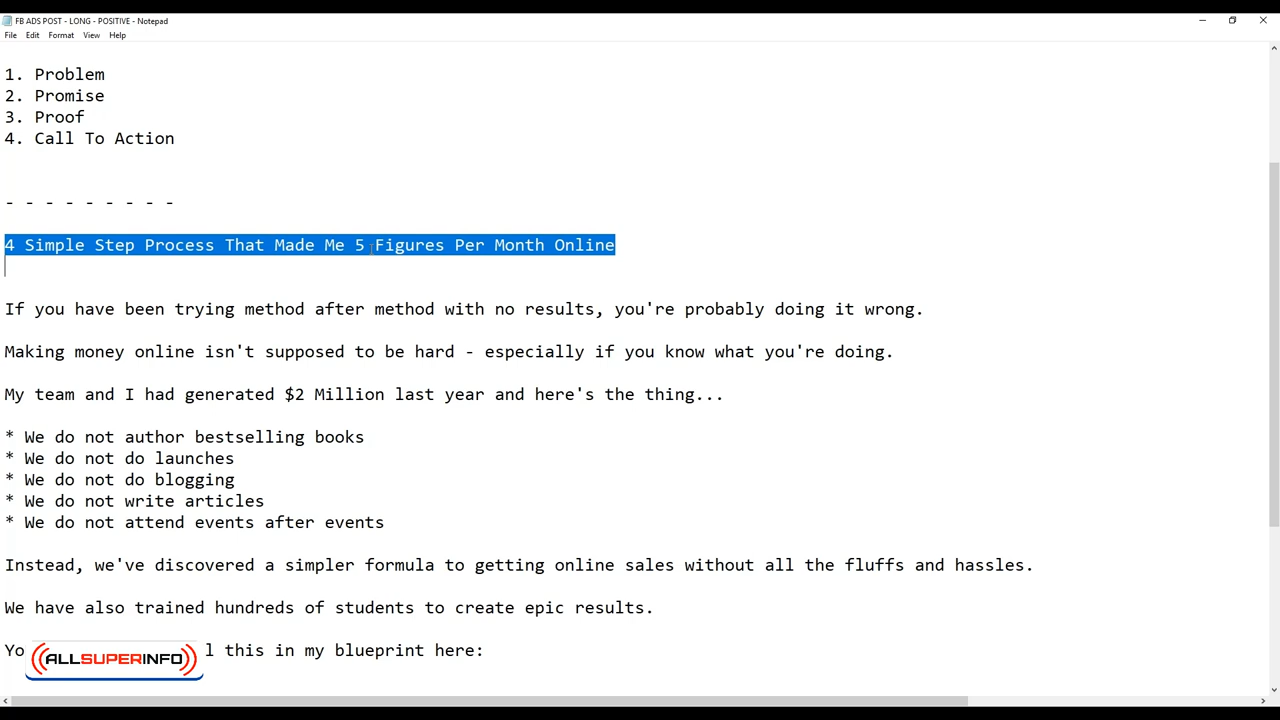 FB ADS POST - LONG - POSITIVE - Notepad
File Edit Format View Help
1. Problem
2. Promise
3. Proof
4. Call To Action
- - - - - - - - -
4 Simple Step Process That Made Me 5 Figures Per Month Online
If you have been trying method after method with no results, you're probably doing it wrong.
Making money online isn't supposed to be hard - especially if you know what you're doing.
My team and I had generated $2 Million last year and here's the thing...
* We do not author bestselling books
* We do not do launches
* We do not do blogging
* We do not write articles
* We do not attend events after events
Instead, we've discovered a simpler formula to getting online sales without all the fluffs and hassles.
We have also trained hundreds of students to create epic results.
this in my blueprint here:
ALLSUPERINFO